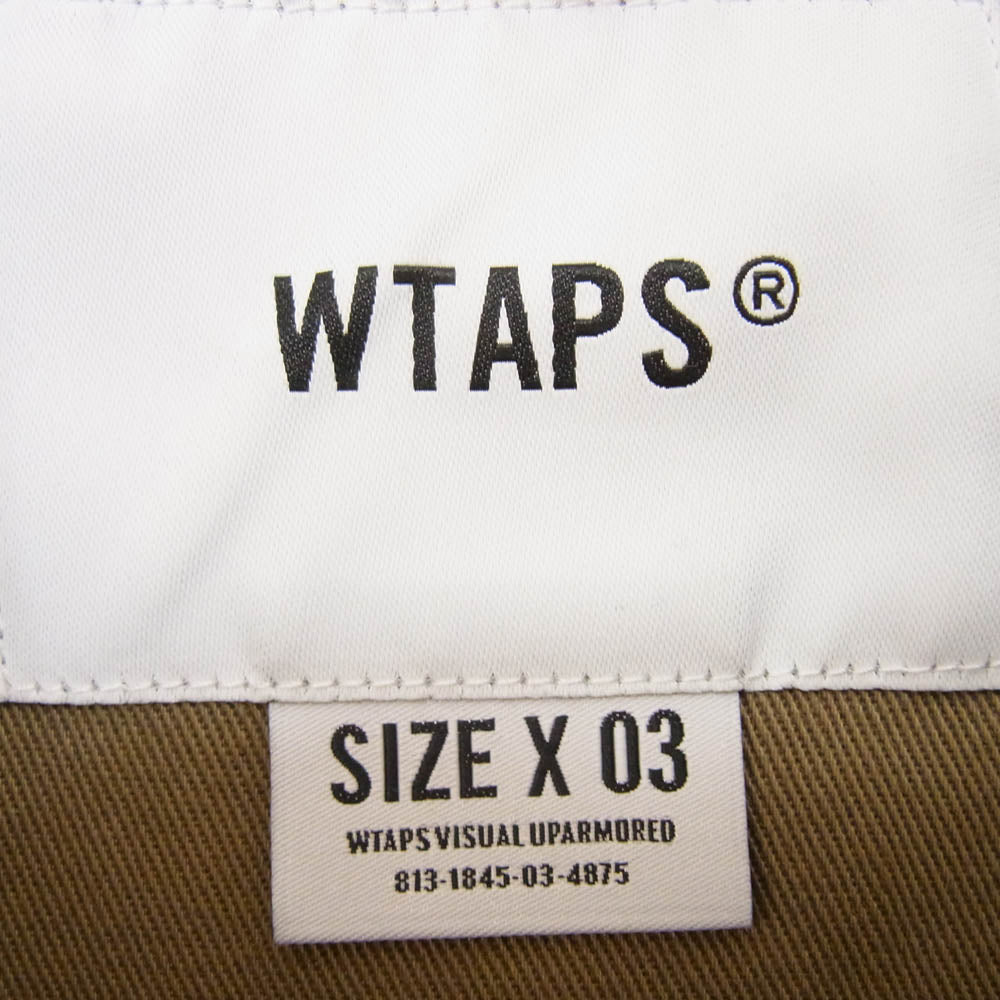 WTAPS®
SIZE X 03
WTAPS VISUAL UPARMORED
813-1845-03-4875